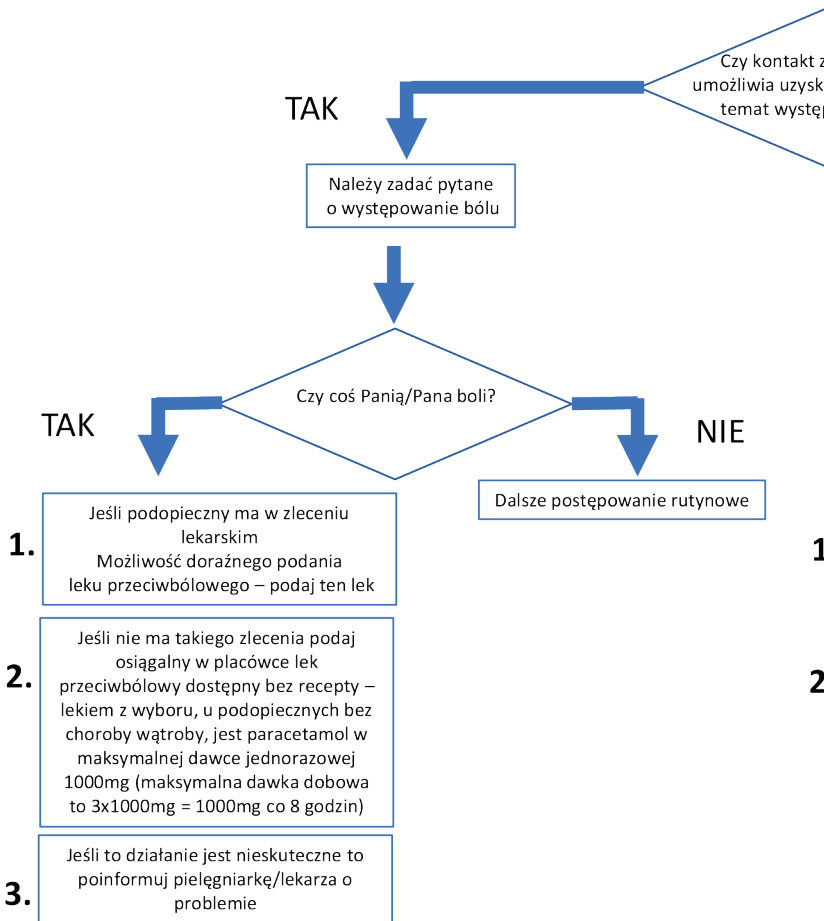 Czy kontakt z
umożliwia uzysk
temat występ
TAK
Należy zadać pytane
o występowanie bólu
Czy coś Panią/Pana boli?
TAK
NIE
Dalsze postępowanie rutynowe
1.
Jeśli podopieczny ma w zleceniu
lekarskim
Możliwość doraźnego podania
leku przeciwbólowego – podaj ten lek
1
2.
Jeśli nie ma takiego zlecenia podaj
osiągalny w placówce lek
przeciwbólowy dostępny bez recepty –
lekiem z wyboru, u podopiecznych bez
choroby wątroby, jest paracetamol w
maksymalnej dawce jednorazowej
1000mg (maksymalna dawka dobowa
to 3x1000mg = 1000mg co 8 godzin)
2
3.
Jeśli to działanie jest nieskuteczne to
poinformuj pielęgniarkę/lekarza o
problemie